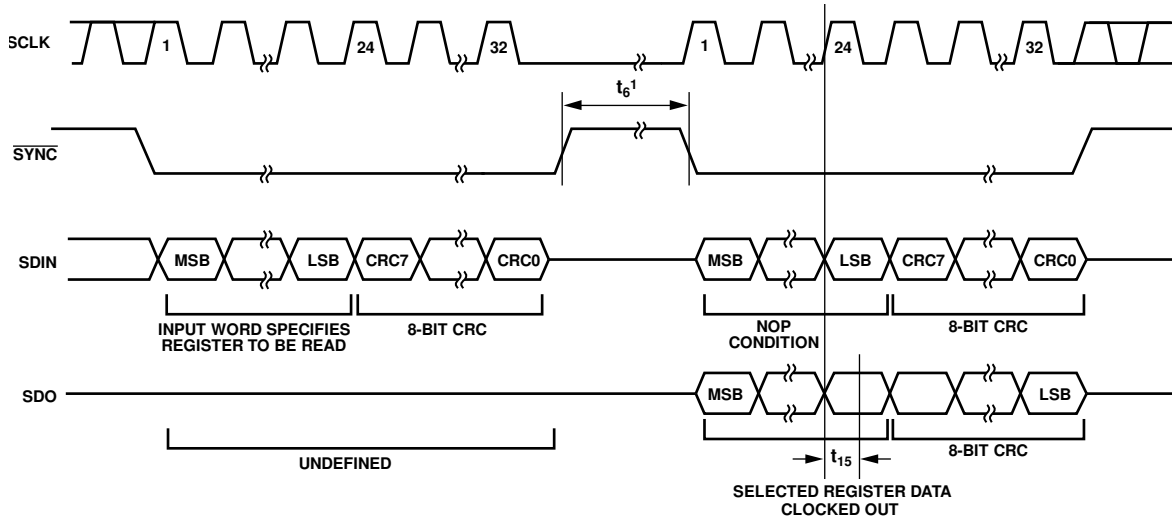 SCLK
1
24
32
1
24
32
t6¹
SYNC
SDIN
MSB
LSB
CRC7
CRC0
MSB
LSB
CRC7
CRC0
INPUT WORD SPECIFIES
REGISTER TO BE READ
8-BIT CRC
NOP
CONDITION
8-BIT CRC
SDO
MSB
LSB
UNDEFINED
t15
8-BIT CRC
SELECTED REGISTER DATA
CLOCKED OUT